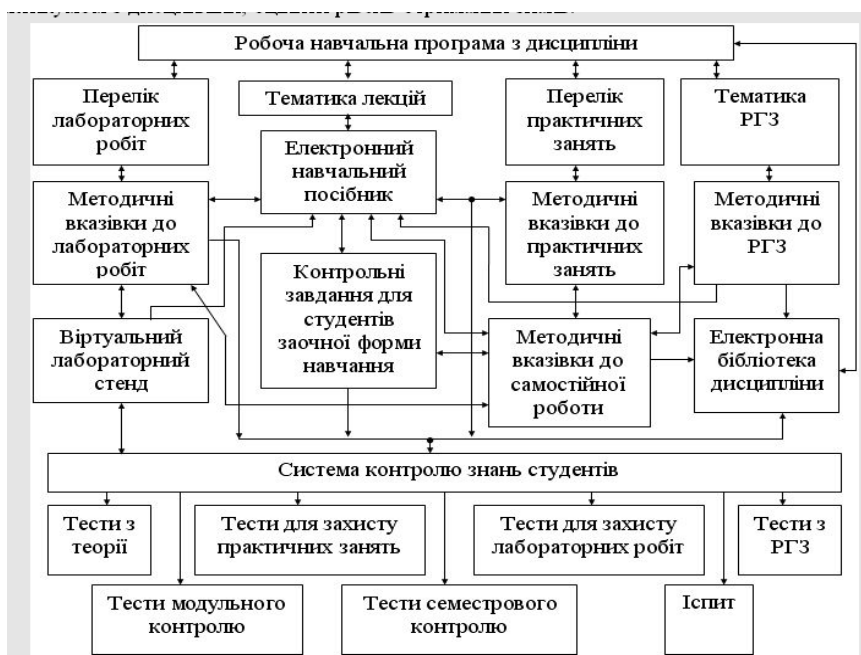 Робоча навчальна програма з дисципліни
Перелік
лабораторних
робіт
Тематика лекцій
Перелік
практичних
занять
Тематика
РГЗ
Електронний
навчальний
посібник
Методичні
вказівки до
лабораторних
робіт
Методичні
вказівки до
практичних
занять
Методичні
вказівки до
РГЗ
Контрольні
завдання для
студентів
заочної форми
навчання
Віртуальний
лабораторний
стенд
Методичні
вказівки до
самостійної
роботи
Електронна
бібліотека
дисципліни
Система контролю знань студентів
Тести з
теорії
Тести для захисту
практичних занять
Тести для захисту
лабораторних робіт
Тести з
РГЗ
Тести модульного
контролю
Тести семестрового
контролю
Іспит